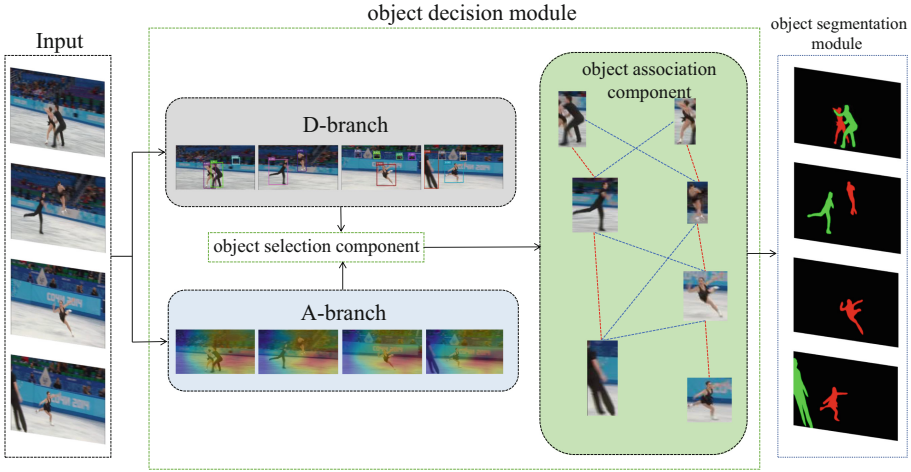 object decision module
Input
object segmentation
module
object association
component
D-branch
object selection component
A-branch